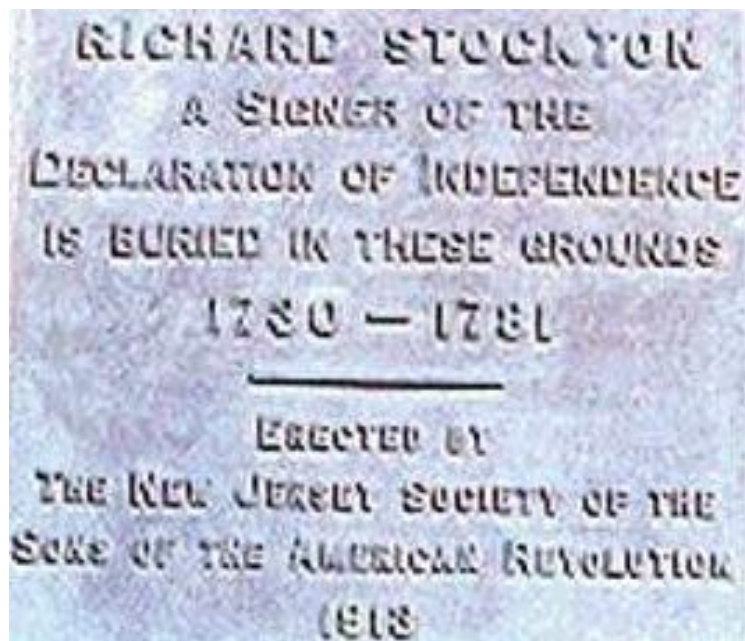 RICHARD STOCKTON
A SIGNER OF THE
DECLARATION OF INDEPENDENCE
IS BURIED IN THESE GROUNDS
1730 — 1781
ERECTED BY
THE NEW JERSEY SOCIETY OF THE
SONS OF THE AMERICAN REVOLUTION
1913